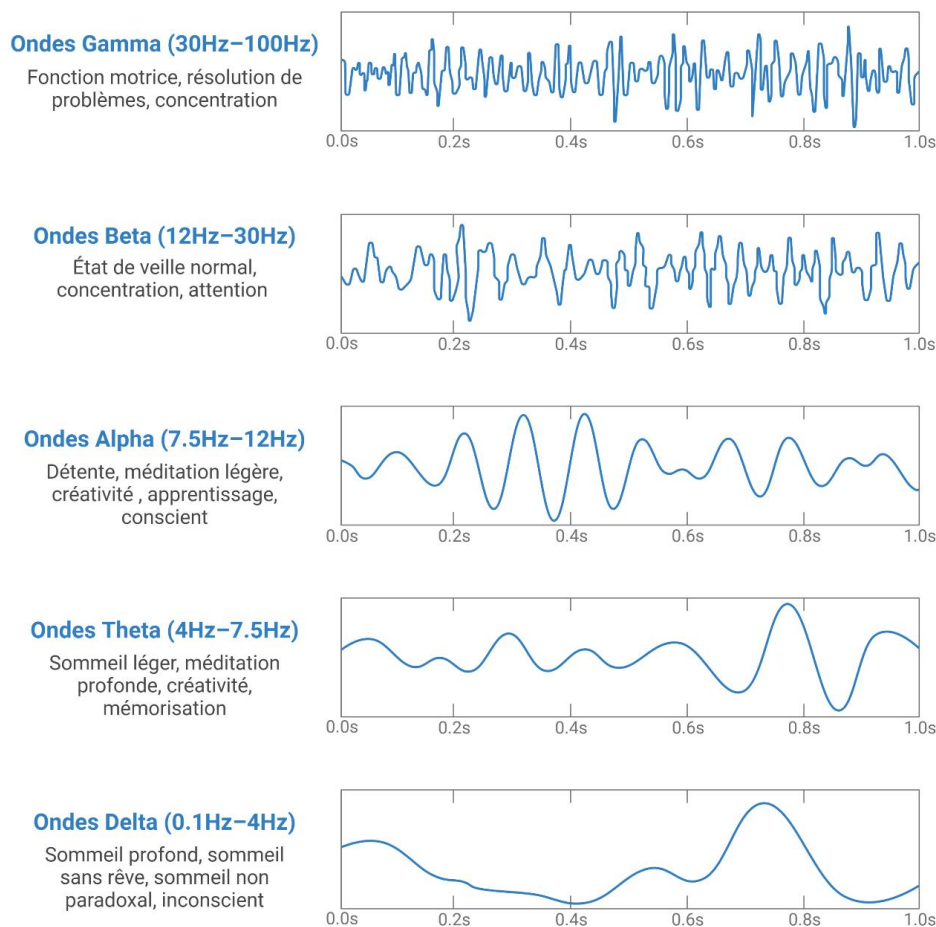 Ondes Gamma (30Hz–100Hz)
Fonction motrice, résolution de
problèmes, concentration
0.0s 0.2s 0.4s 0.6s 0.8s 1.0s
Ondes Beta (12Hz–30Hz)
État de veille normal,
concentration, attention
0.0s 0.2s 0.4s 0.6s 0.8s 1.0s
Ondes Alpha (7.5Hz–12Hz)
Détente, méditation légère,
créativité , apprentissage,
conscient
0.0s 0.2s 0.4s 0.6s 0.8s 1.0s
Ondes Theta (4Hz–7.5Hz)
Sommeil léger, méditation
profonde, créativité,
mémorisation
0.0s 0.2s 0.4s 0.6s 0.8s 1.0s
Ondes Delta (0.1Hz–4Hz)
Sommeil profond, sommeil
sans rêve, sommeil non
paradoxal, inconscient
0.0s 0.2s 0.4s 0.6s 0.8s 1.0s